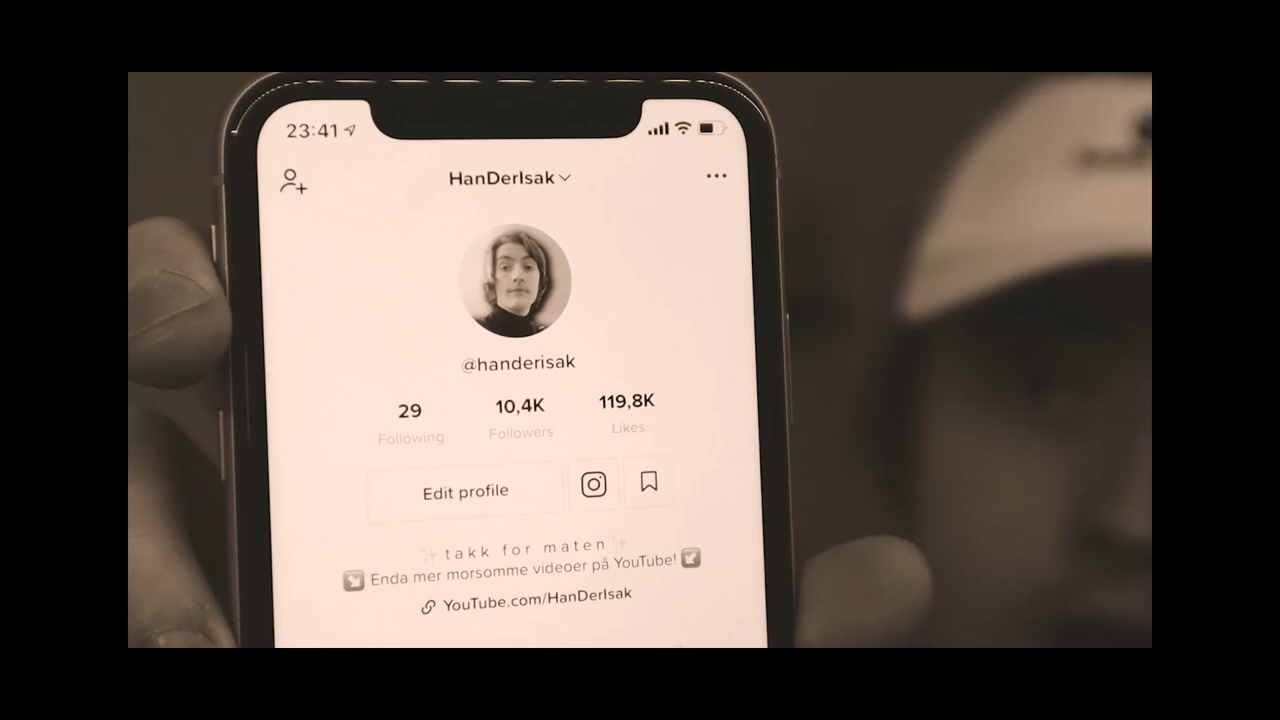 23:41
HanDerIsak
@handerisak
29 10,4K 119,8K
Following Followers Likes
Edit profile
✨ takk for maten ✨
↘️ Enda mer morsomme videoer på YouTube! ↙️
YouTube.com/HanDerIsak